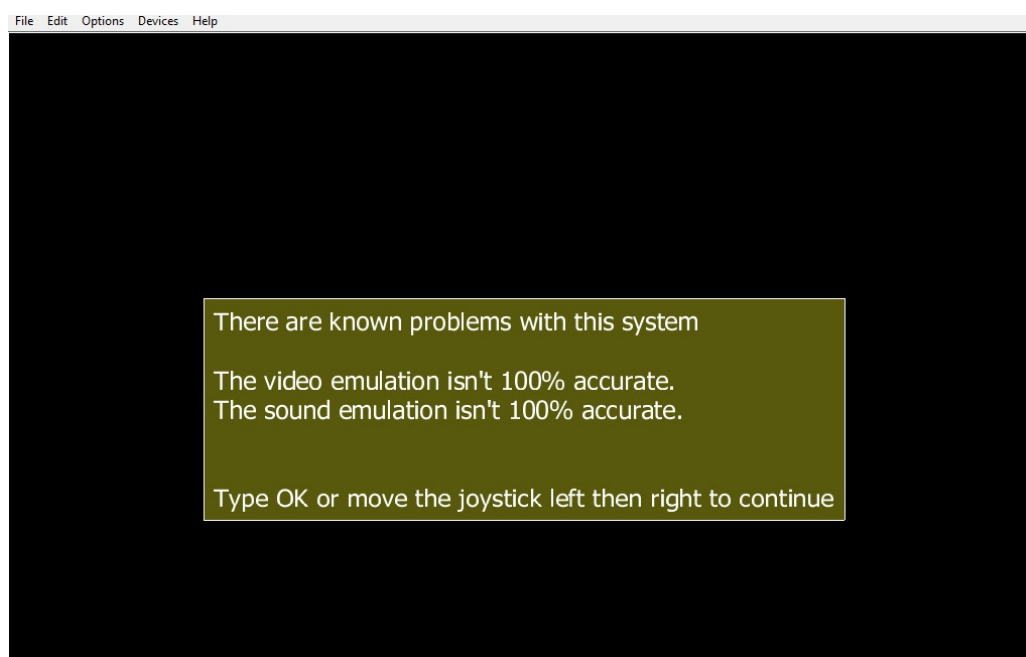 File Edit Options Devices Help
There are known problems with this system
The video emulation isn't 100% accurate.
The sound emulation isn't 100% accurate.
Type OK or move the joystick left then right to continue